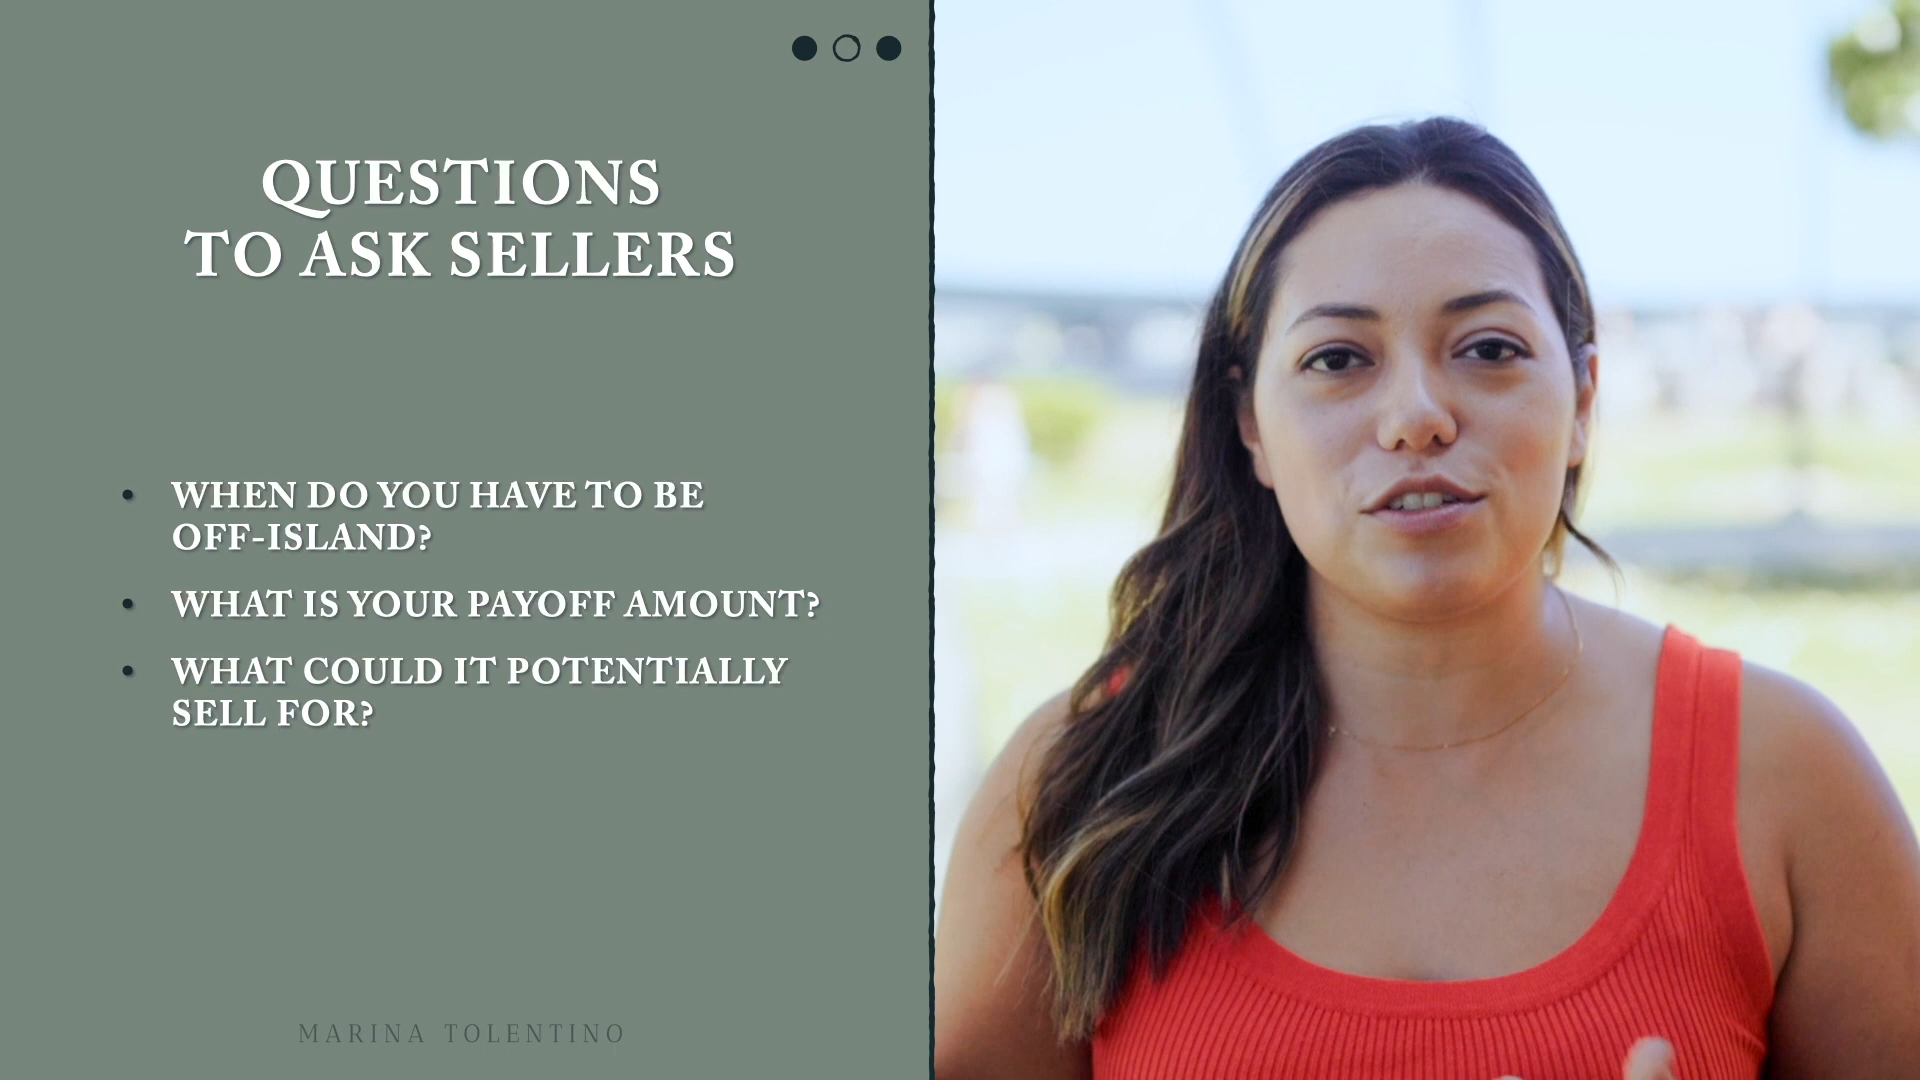 QUESTIONS
TO ASK SELLERS
• WHEN DO YOU HAVE TO BE
OFF-ISLAND?
• WHAT IS YOUR PAYOFF AMOUNT?
• WHAT COULD IT POTENTIALLY
SELL FOR?
MARINA TOLENTINO